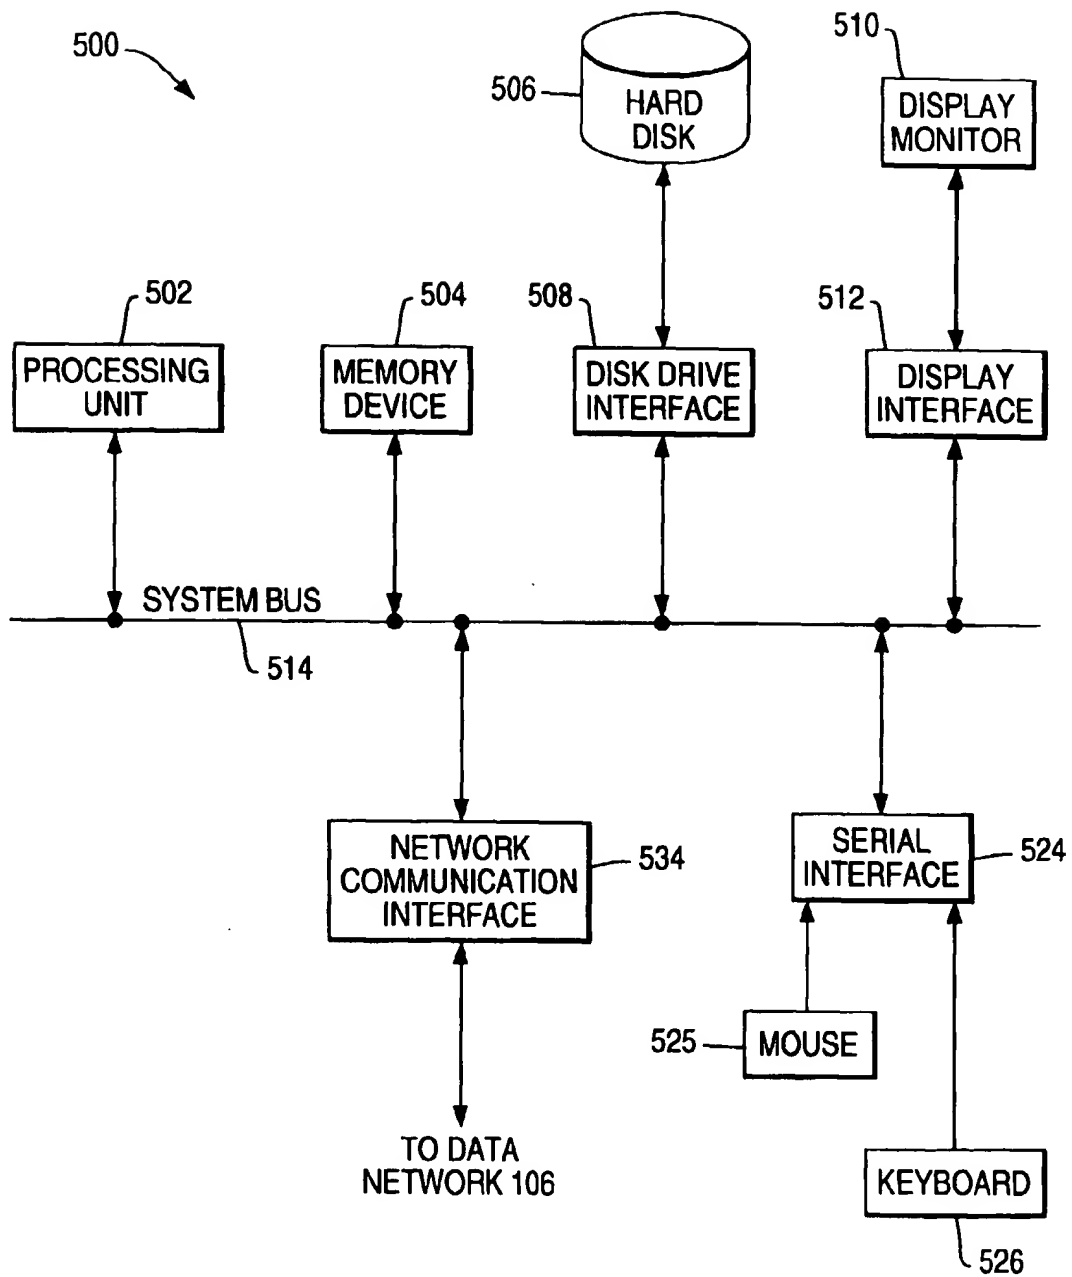 500
506
HARD
DISK
510
DISPLAY
MONITOR
502
PROCESSING
UNIT
504
MEMORY
DEVICE
508
DISK DRIVE
INTERFACE
512
DISPLAY
INTERFACE
SYSTEM BUS
514
NETWORK
COMMUNICATION
INTERFACE
534
SERIAL
INTERFACE
524
525
MOUSE
TO DATA
NETWORK 106
KEYBOARD
526